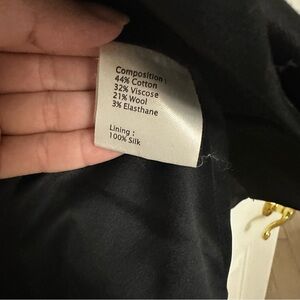 Composition :
44% Cotton
32% Viscose
21% Wool
3% Elasthane
Lining :
100% Silk